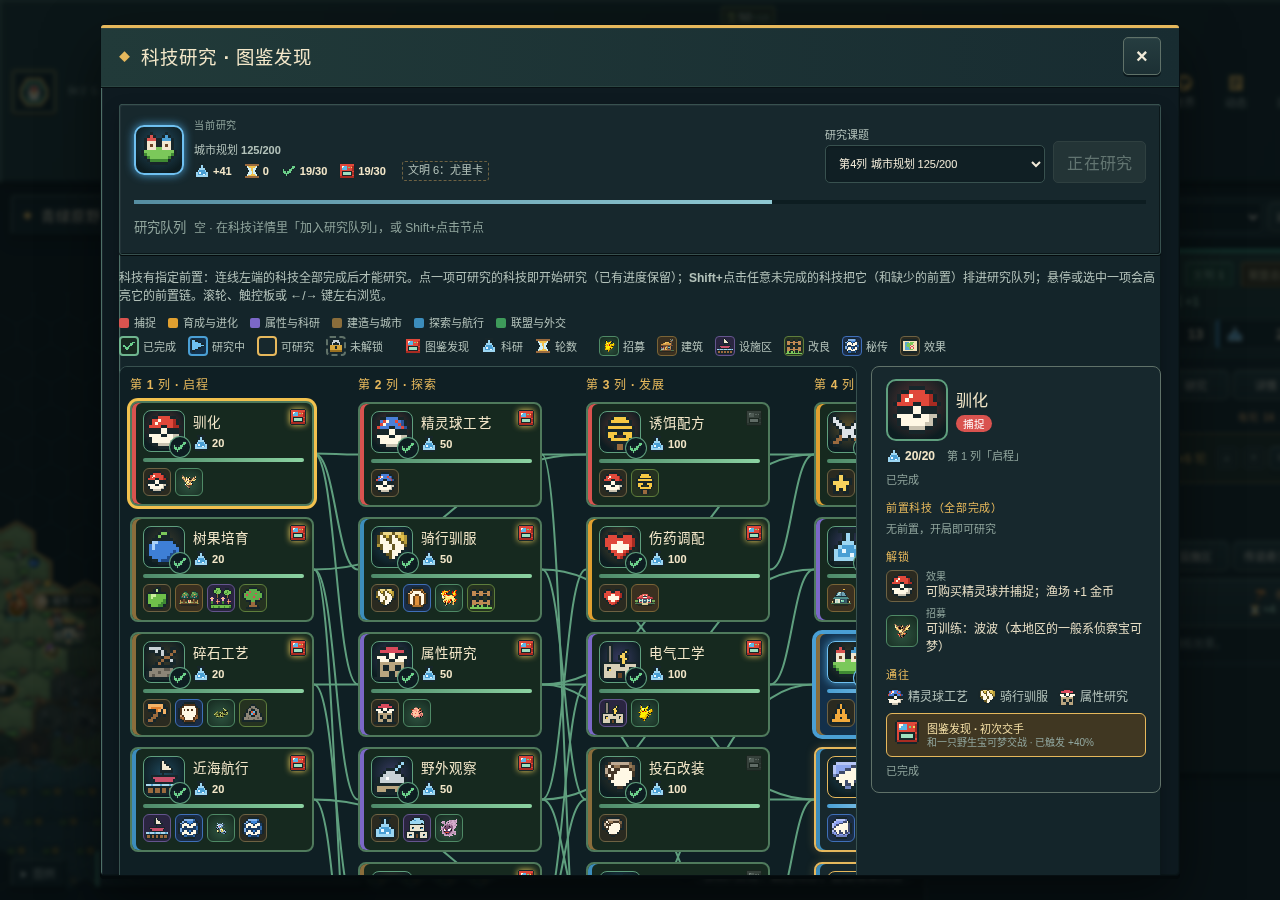 科技研究 · 图鉴发现
×
当前研究
城市规划 125/200
+41 0 19/30 19/30 文明 6：尤里卡
研究课题
第4列 城市规划 125/200
正在研究
研究队列 空 · 在科技详情里「加入研究队列」，或 Shift+点击节点
科技有指定前置：连线左端的科技全部完成后才能研究。点一项可研究的科技即开始研究（已有进度保留）；Shift+点击任意未完成的科技把它（和缺少的前置）排进研究队列；悬停或选中一项会高
亮它的前置链。滚轮、触控板或 ←/→ 键左右浏览。
捕捉 育成与进化 属性与科研 建造与城市 探索与航行 联盟与外交
已完成 研究中 可研究 未解锁 图鉴发现 科研 轮数 招募 建筑 设施区 改良 秘传 效果
第 1 列 · 启程
驯化
20
树果培育
20
碎石工艺
20
近海航行
20
第 2 列 · 探索
精灵球工艺
50
骑行驯服
50
属性研究
50
野外观察
50
第 3 列 · 发展
诱饵配方
100
伤药调配
100
电气工学
100
投石改装
100
第 4 列
驯化
捕捉
20/20 第 1 列「启程」
已完成
前置科技（全部完成）
无前置，开局即可研究
解锁
效果
可购买精灵球并捕捉；渔场 +1 金币
招募
可训练：波波（本地区的一般系侦察宝可
梦）
通往
精灵球工艺 骑行驯服 属性研究
图鉴发现 · 初次交手
和一只野生宝可梦交战 · 已触发 +40%
已完成